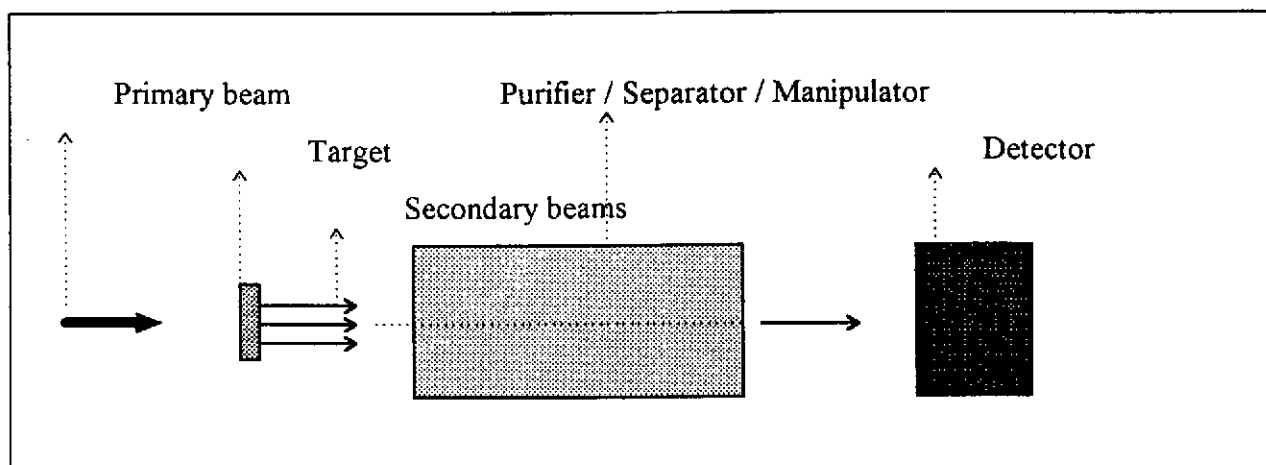 Primary beam
Purifier / Separator / Manipulator
Target
Detector
Secondary beams